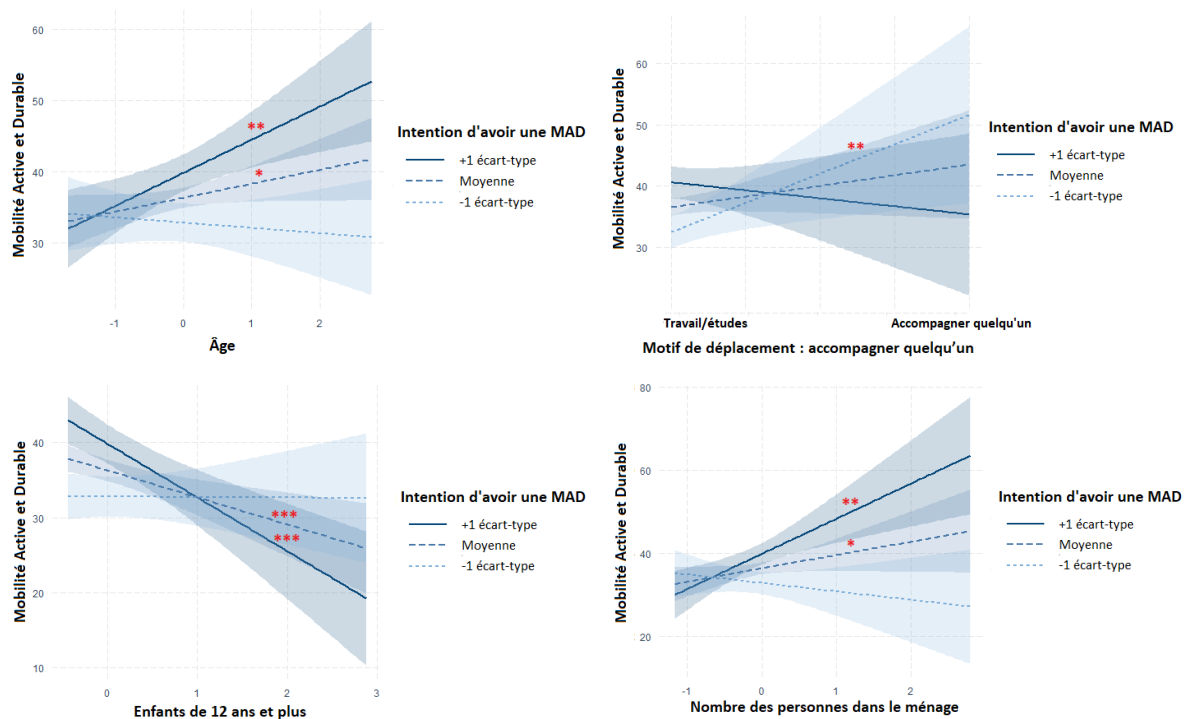 60
50
40
30
Mobilité Active et Durable
**
*
-1
0
1
2
Âge
Intention d'avoir une MAD
+1 écart-type
Moyenne
-1 écart-type
60
50
40
30
Mobilité Active et Durable
**
Travail/études
Accompagner quelqu'un
Motif de déplacement : accompagner quelqu’un
Intention d'avoir une MAD
+1 écart-type
Moyenne
-1 écart-type
40
30
20
10
Mobilité Active et Durable
***
***
0
1
2
3
Enfants de 12 ans et plus
Intention d'avoir une MAD
+1 écart-type
Moyenne
-1 écart-type
80
60
40
20
Mobilité Active et Durable
**
*
-1
0
1
2
Nombre des personnes dans le ménage
Intention d'avoir une MAD
+1 écart-type
Moyenne
-1 écart-type